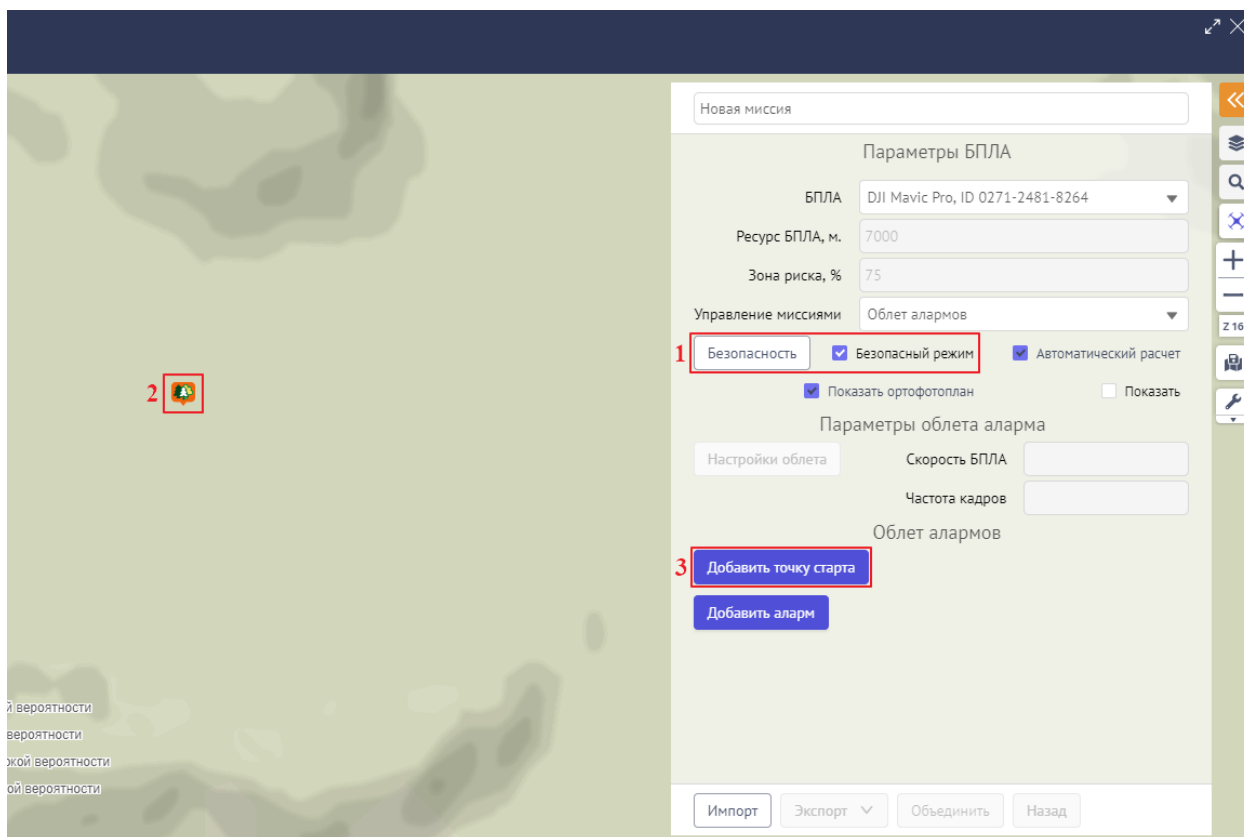 Новая миссия
Параметры БПЛА
БПЛА DJI Mavic Pro, ID 0271-2481-8264
Ресурс БПЛА, м. 7000
Зона риска, % 75
Управление миссиями Облет алармов
1 Безопасность Безопасный режим Автоматический расчет
Показать ортофотоплан Показать
Параметры облета аларма
Настройки облета Скорость БПЛА
Частота кадров
Облет алармов
3 Добавить точку старта
Добавить аларм
Импорт Экспорт Объединить Назад
Z 16
2
й вероятности
вероятности
окой вероятности
ой вероятности